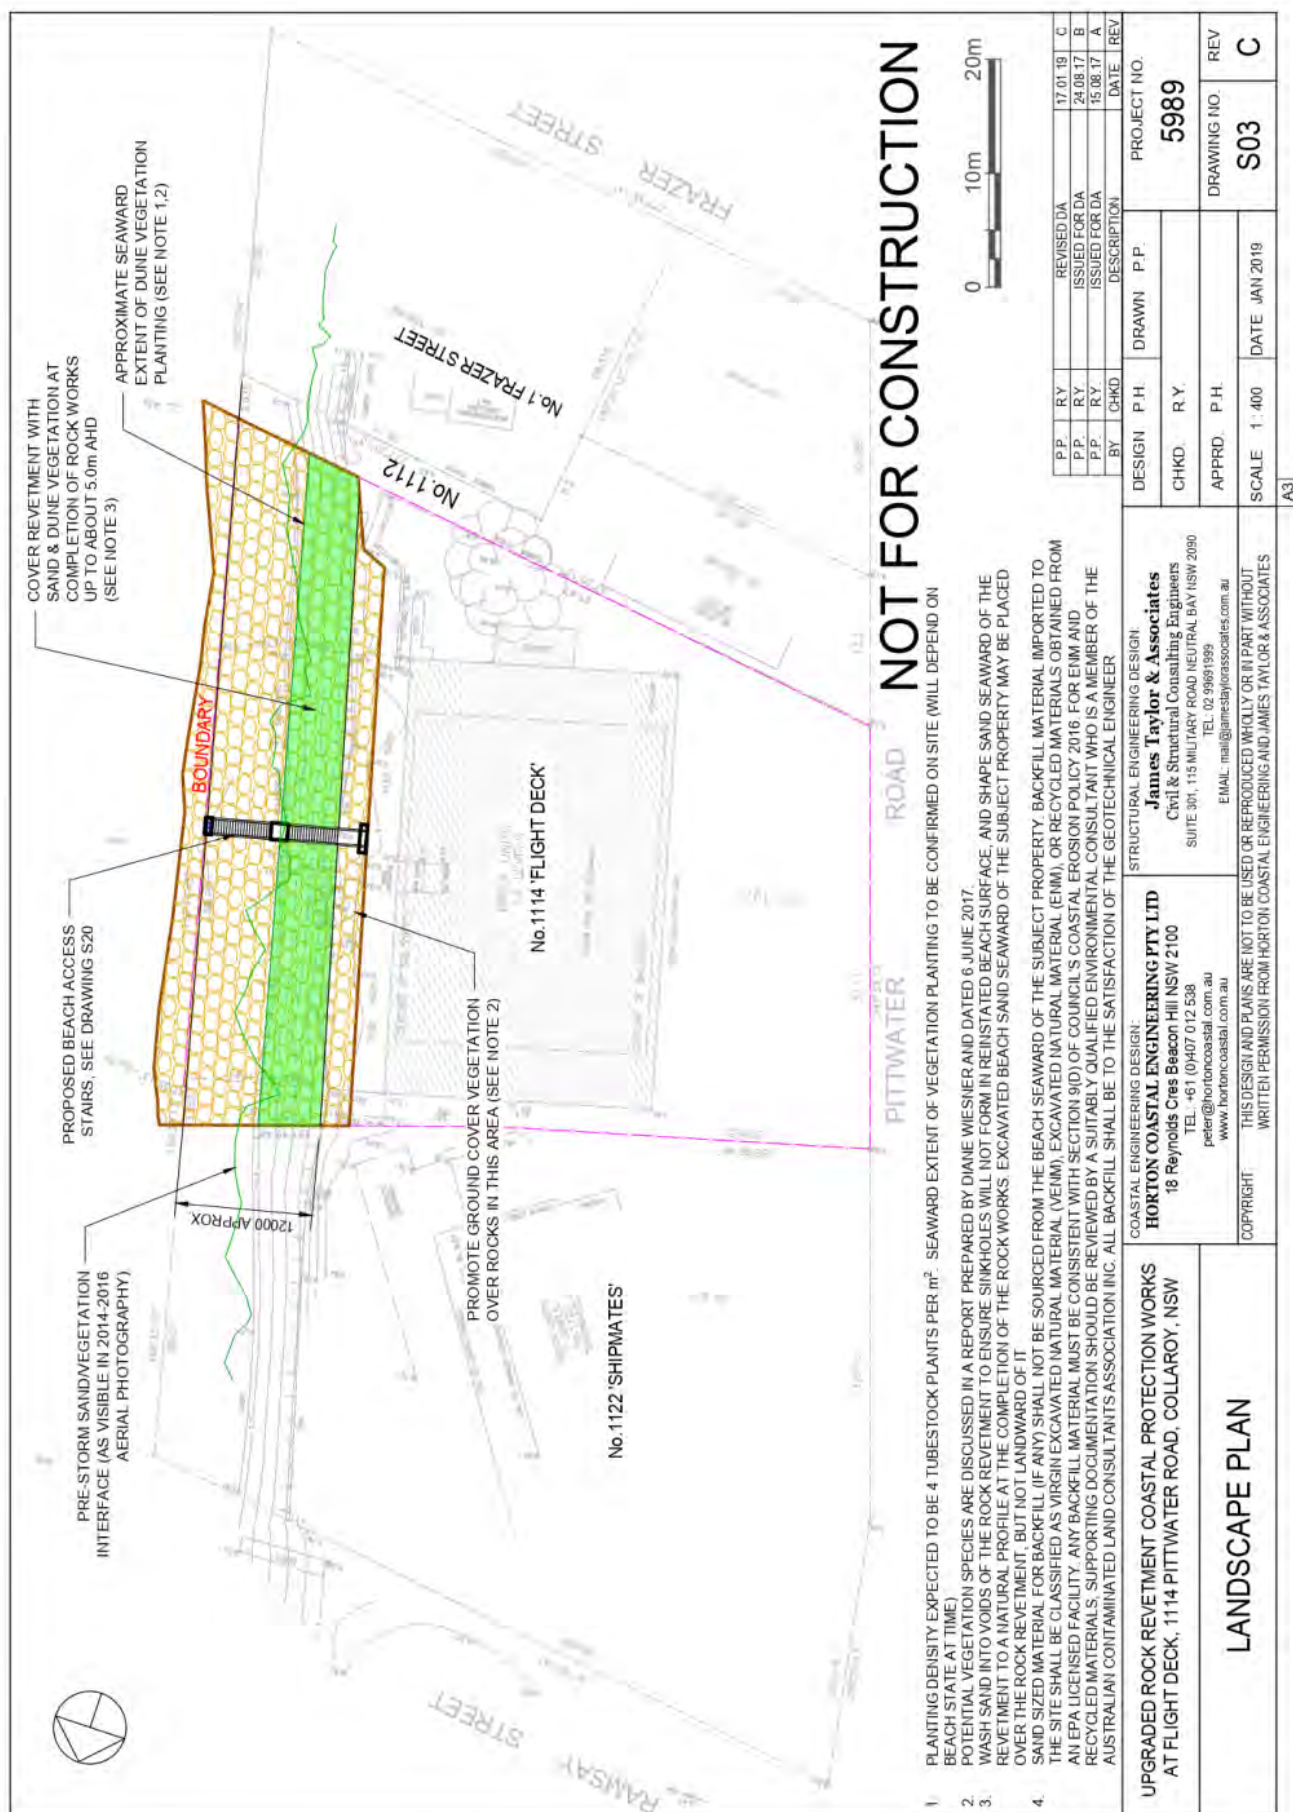 PRE-STORM SAND/VEGETATION
INTERFACE (AS VISIBLE IN 2014-2016
AERIAL PHOTOGRAPHY)
PROPOSED BEACH ACCESS
STAIRS, SEE DRAWING S20
COVER REVETMENT WITH
SAND & DUNE VEGETATION AT
COMPLETION OF ROCK WORKS
UP TO ABOUT 5.0m AHD
(SEE NOTE 3)
APPROXIMATE SEAWARD
EXTENT OF DUNE VEGETATION
PLANTING (SEE NOTE 1,2)
BOUNDARY
12000 APPROX
PROMOTE GROUND COVER VEGETATION
OVER ROCKS IN THIS AREA (SEE NOTE 2)
No.1122 'SHIPMATES'
No.1114 'FLIGHT DECK'
No.1112
No.1 FRAZER STREET
RAMSAY STREET
PITTWATER ROAD
FRAZER STREET
NOT FOR CONSTRUCTION
0 10m 20m
1. PLANTING DENSITY EXPECTED TO BE 4 TUBESTOCK PLANTS PER m². SEAWARD EXTENT OF VEGETATION PLANTING TO BE CONFIRMED ON SITE (WILL DEPEND ON
BEACH STATE AT TIME)
2. POTENTIAL VEGETATION SPECIES ARE DISCUSSED IN A REPORT PREPARED BY DIANE WIESNER AND DATED 6 JUNE 2017.
3. WASH SAND INTO VOIDS OF THE ROCK REVETMENT TO ENSURE SINKHOLES WILL NOT FORM IN REINSTATED BEACH SURFACE, AND SHAPE SAND SEAWARD OF THE
REVETMENT TO A NATURAL PROFILE AT THE COMPLETION OF THE ROCK WORKS. EXCAVATED BEACH SAND SEAWARD OF THE SUBJECT PROPERTY MAY BE PLACED
OVER THE ROCK REVETMENT, BUT NOT LANDWARD OF IT
4. SAND SIZED MATERIAL FOR BACKFILL (IF ANY) SHALL NOT BE SOURCED FROM THE BEACH SEAWARD OF THE SUBJECT PROPERTY. BACKFILL MATERIAL IMPORTED TO
THE SITE SHALL BE CLASSIFIED AS VIRGIN EXCAVATED NATURAL MATERIAL (VENM), EXCAVATED NATURAL MATERIAL (ENM), OR RECYCLED MATERIALS OBTAINED FROM
AN EPA LICENSED FACILITY. ANY BACKFILL MATERIAL MUST BE CONSISTENT WITH SECTION 9(D) OF COUNCIL'S COASTAL EROSION POLICY 2016. FOR ENM AND
RECYCLED MATERIALS, SUPPORTING DOCUMENTATION SHOULD BE REVIEWED BY A SUITABLY QUALIFIED ENVIRONMENTAL CONSULTANT WHO IS A MEMBER OF THE
AUSTRALIAN CONTAMINATED LAND CONSULTANTS ASSOCIATION INC. ALL BACKFILL SHALL BE TO THE SATISFACTION OF THE GEOTECHNICAL ENGINEER
P.P. R.Y. REVISED DA 17.01.19 C
P.P. R.Y. ISSUED FOR DA 24.08.17 B
P.P. R.Y. ISSUED FOR DA 15.08.17 A
BY CHKD DESCRIPTION DATE REV
UPGRADED ROCK REVETMENT COASTAL PROTECTION WORKS
AT FLIGHT DECK, 1114 PITTWATER ROAD, COLLAROY, NSW
LANDSCAPE PLAN
COASTAL ENGINEERING DESIGN:
HORTON COASTAL ENGINEERING PTY LTD
18 Reynolds Cres Beacon Hill NSW 2100
TEL: +61 (0)407 012 538
peter@hortoncoastal.com.au
www.hortoncoastal.com.au
STRUCTURAL ENGINEERING DESIGN:
James Taylor & Associates
Civil & Structural Consulting Engineers
SUITE 301, 115 MILITARY ROAD NEUTRAL BAY NSW 2090
TEL: 02 99691999
EMAIL: mail@jamestaylorassociates.com.au
COPYRIGHT: THIS DESIGN AND PLANS ARE NOT TO BE USED OR REPRODUCED WHOLLY OR IN PART WITHOUT
WRITTEN PERMISSION FROM HORTON COASTAL ENGINEERING AND JAMES TAYLOR & ASSOCIATES
DESIGN P.H. DRAWN P.P.
CHKD. R.Y.
APPRD. P.H.
SCALE 1 : 400 DATE JAN 2019
PROJECT NO.
5989
DRAWING NO. REV
S03 C
A3